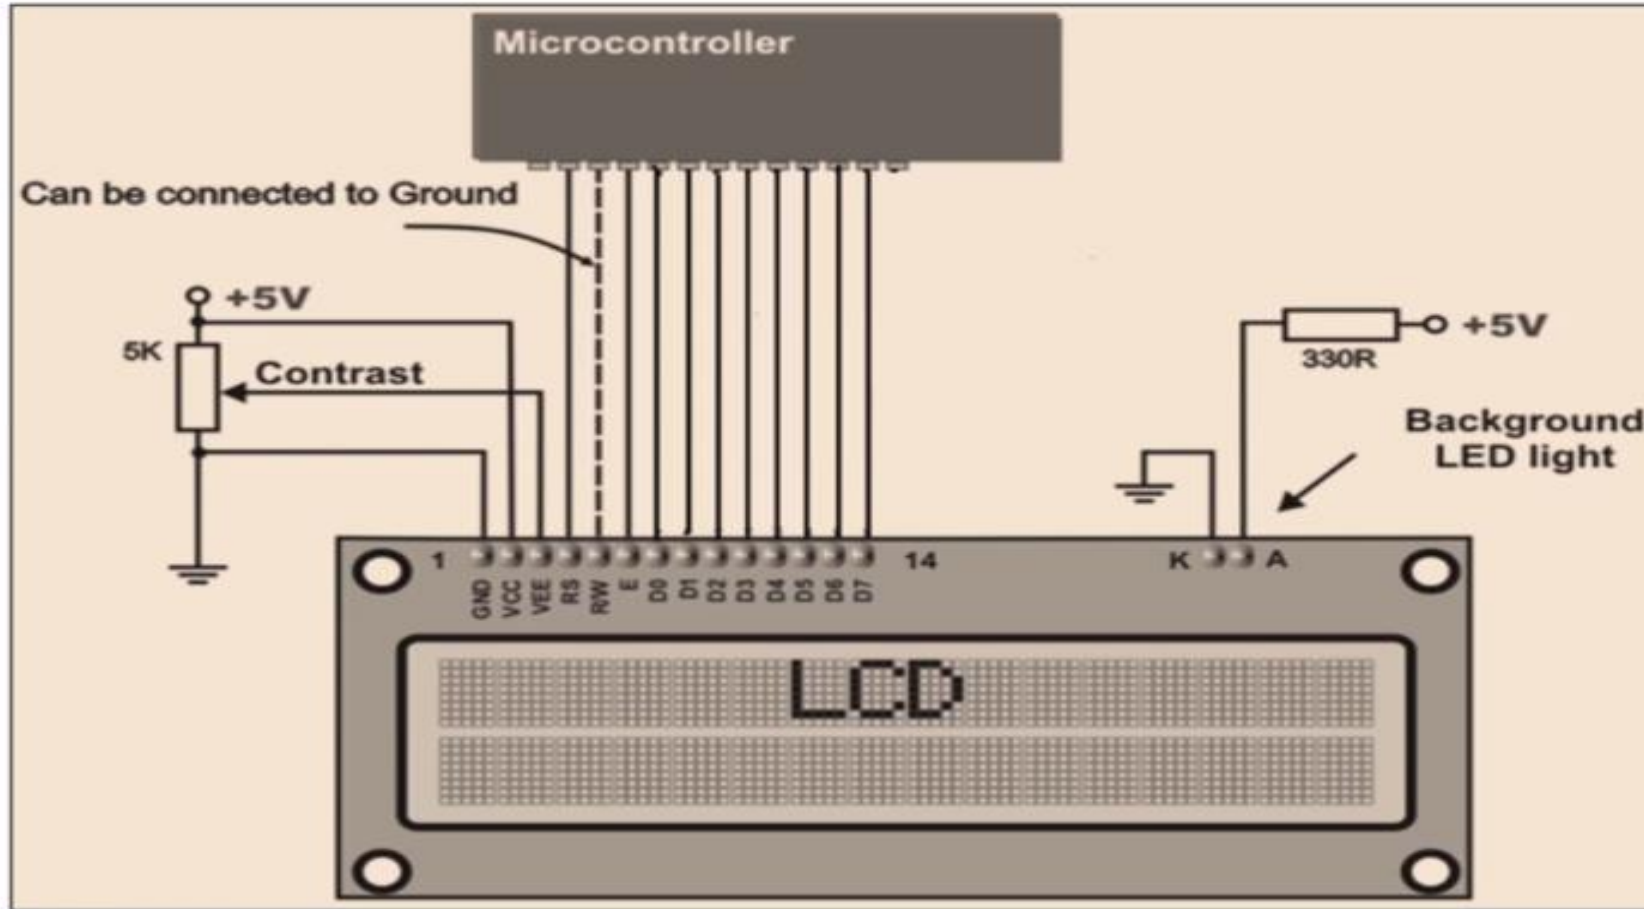 Microcontroller
Can be connected to Ground
+5V
5K
Contrast
+5V
330R
Background
LED light
1
14
K
A
GND
VCC
VEE
RS
R/W
E
D0
D1
D2
D3
D4
D5
D6
D7
LCD